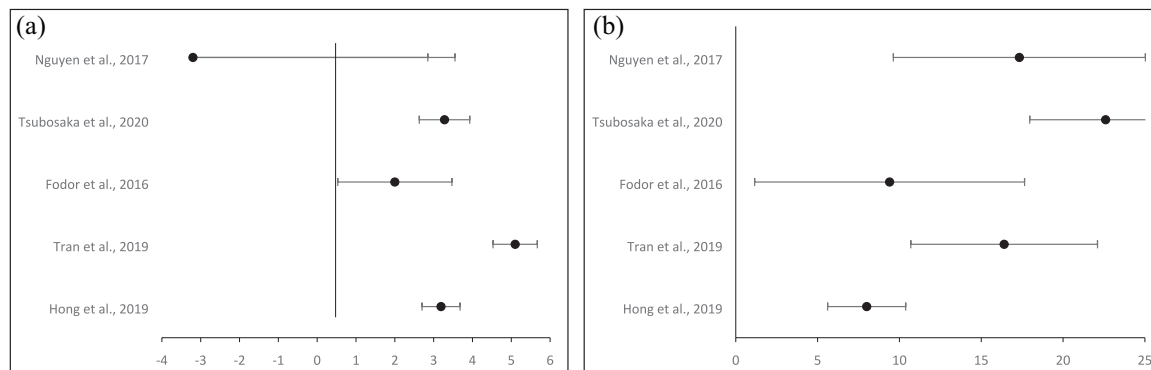 (a)
Nguyen et al., 2017
Tsubosaka et al., 2020
Fodor et al., 2016
Tran et al., 2019
Hong et al., 2019
-4 -3 -2 -1 0 1 2 3 4 5 6
(b)
Nguyen et al., 2017
Tsubosaka et al., 2020
Fodor et al., 2016
Tran et al., 2019
Hong et al., 2019
0 5 10 15 20 25